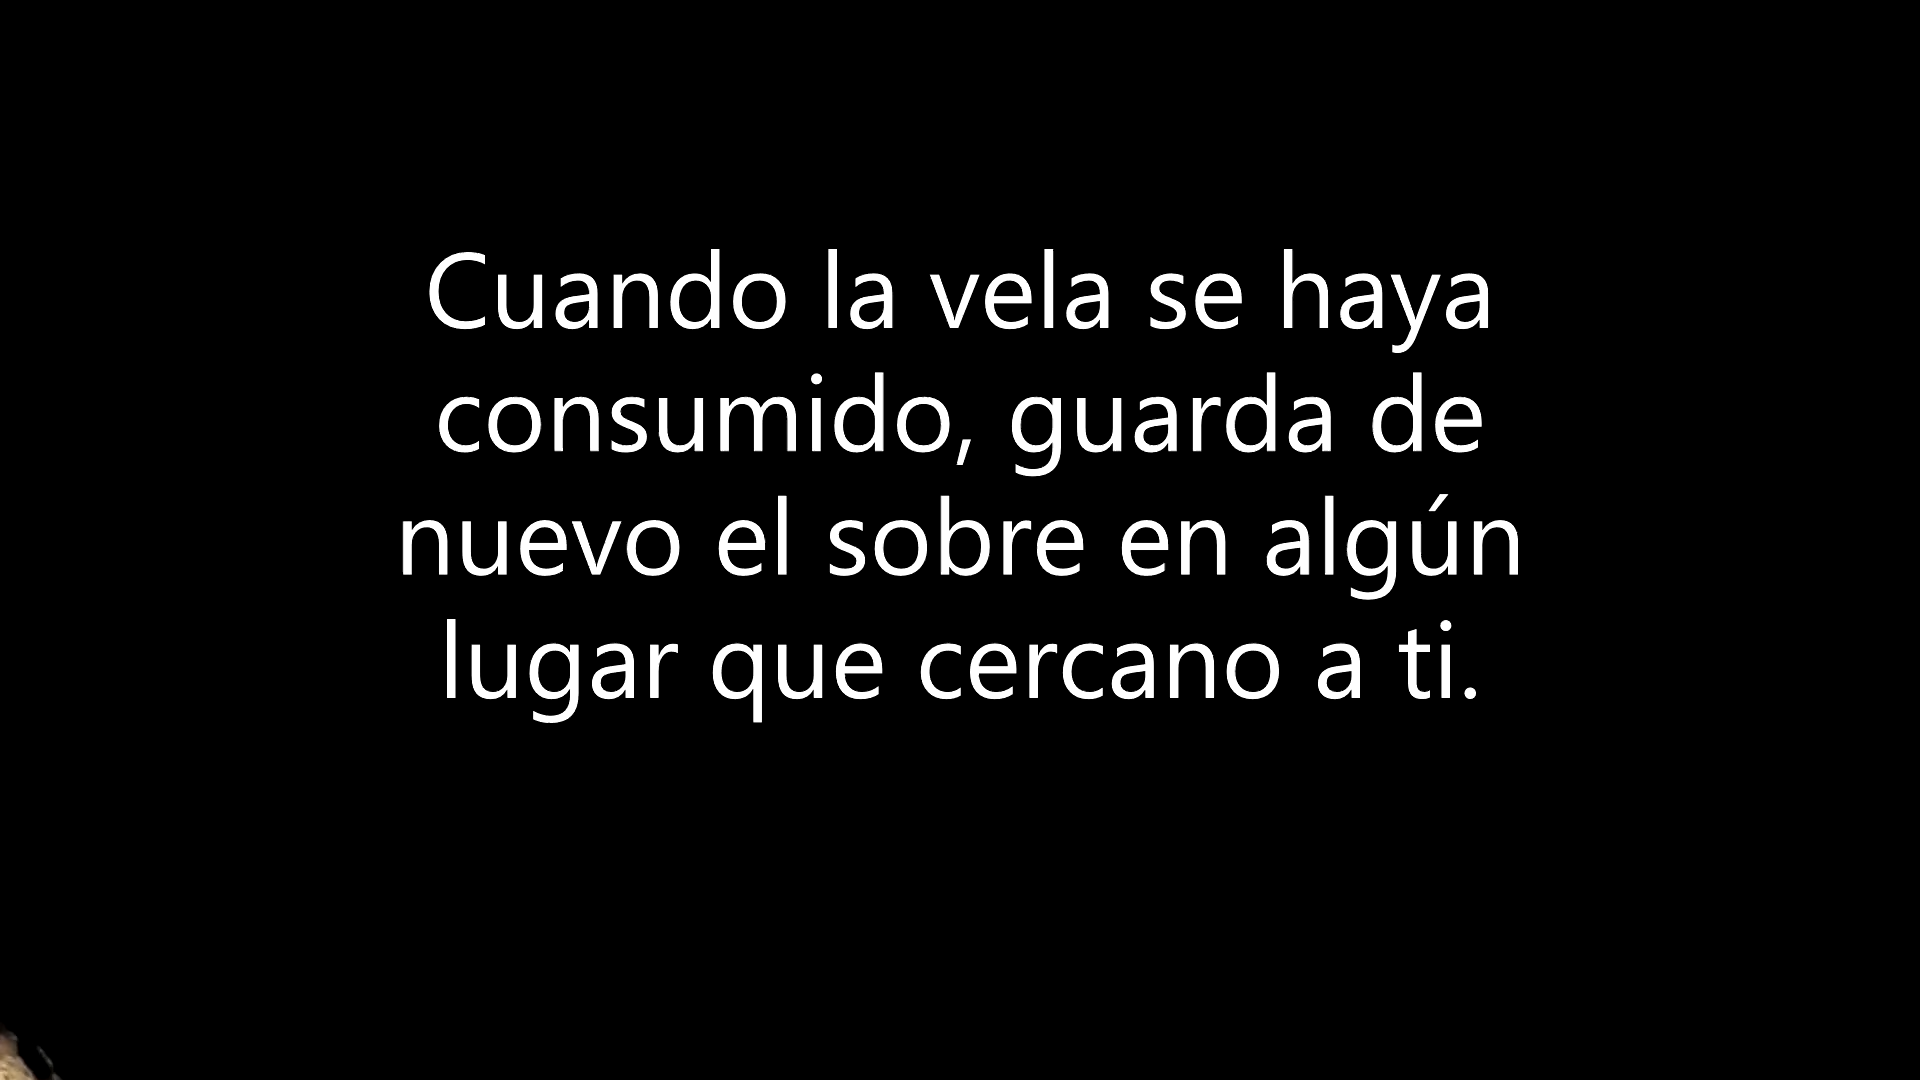 Cuando la vela se haya
consumido, guarda de
nuevo el sobre en algún
lugar que cercano a ti.